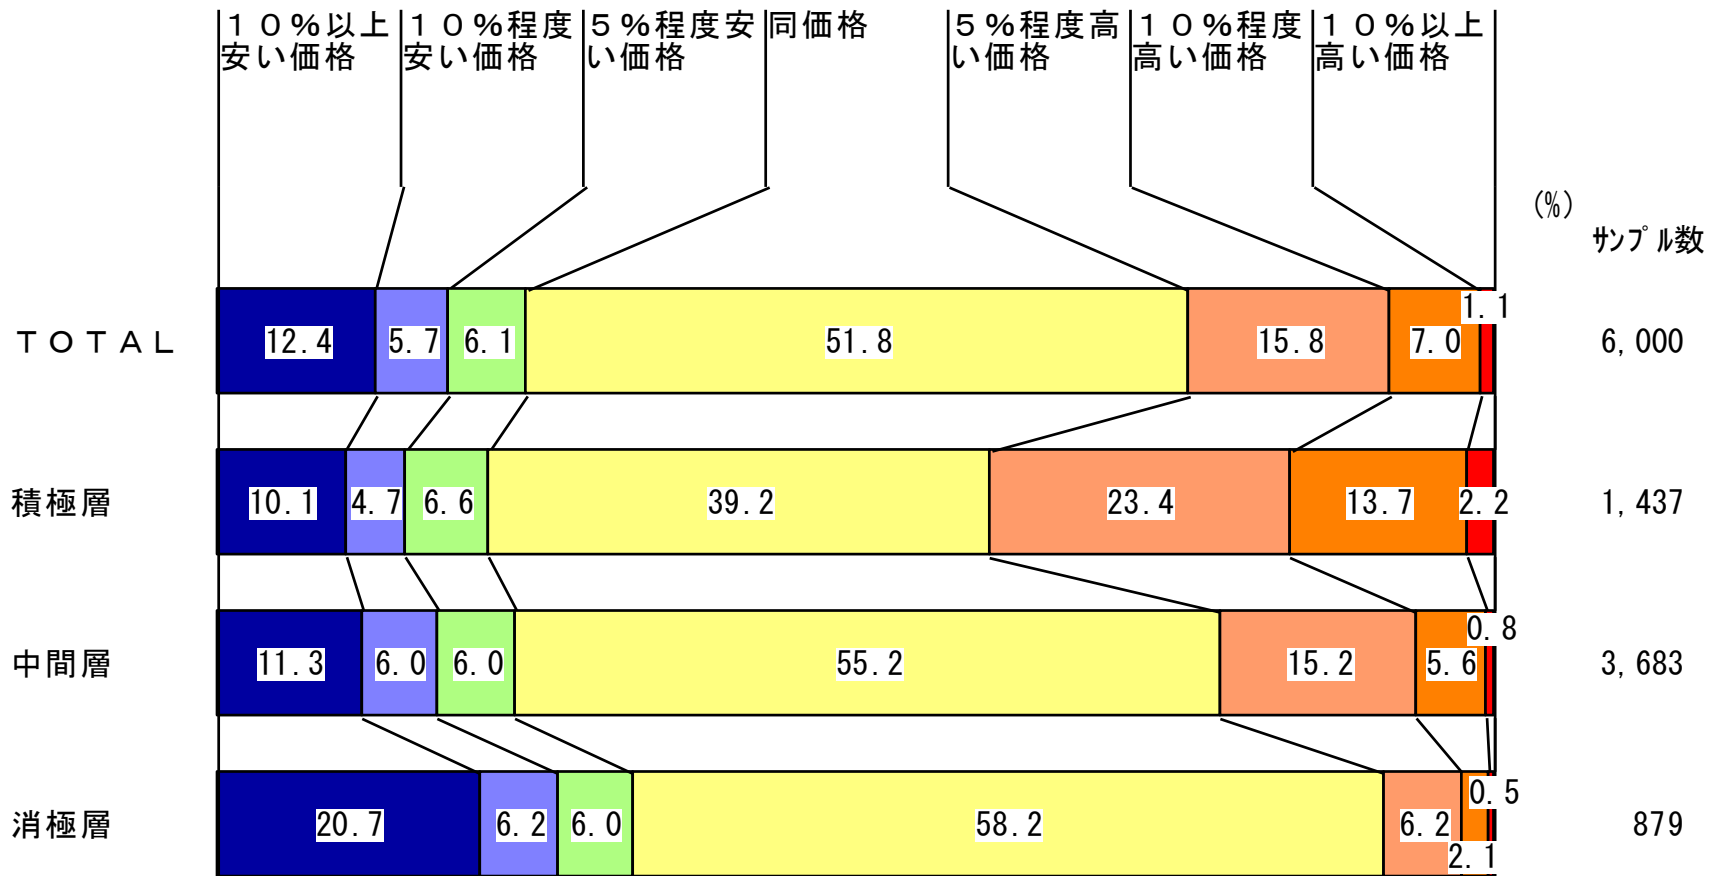 １０％以上 １０％程度 ５％程度安 同価格 ５％程度高 １０％程度 １０％以上
安い価格 安い価格 い価格 い価格 高い価格 高い価格
(%)
ｻﾝﾌﾟﾙ数
ＴＯＴＡＬ 12.4 5.7 6.1 51.8 15.8 7.0 1.1 6,000
積極層 10.1 4.7 6.6 39.2 23.4 13.7 2.2 1,437
中間層 11.3 6.0 6.0 55.2 15.2 5.6 0.8 3,683
消極層 20.7 6.2 6.0 58.2 6.2 2.1 0.5 879